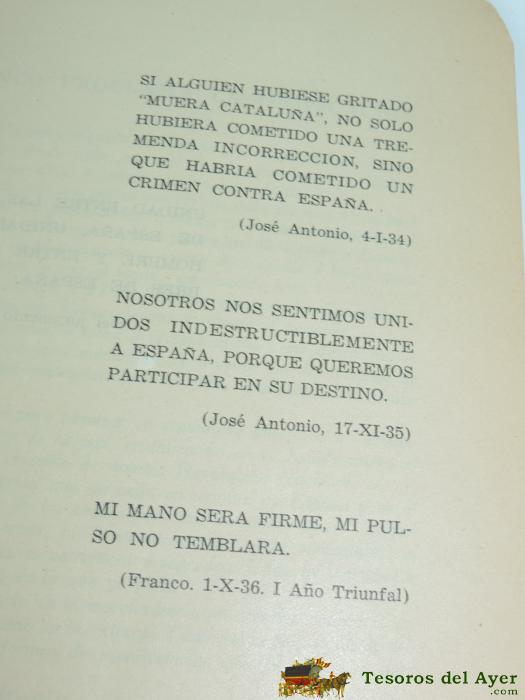 SI ALGUIEN HUBIESE GRITADO
"MUERA CATALUÑA", NO SOLO
HUBIERA COMETIDO UNA TRE-
MENDA INCORRECCION, SINO
QUE HABRIA COMETIDO UN
CRIMEN CONTRA ESPAÑA.
(José Antonio, 4-I-34)
NOSOTROS NOS SENTIMOS UNI-
DOS INDESTRUCTIBLEMENTE
A ESPAÑA, PORQUE QUEREMOS
PARTICIPAR EN SU DESTINO.
(José Antonio, 17-XI-35)
MI MANO SERA FIRME, MI PUL-
SO NO TEMBLARA.
(Franco. 1-X-36. I Año Triunfal)
Tesoros del Ayer
.com